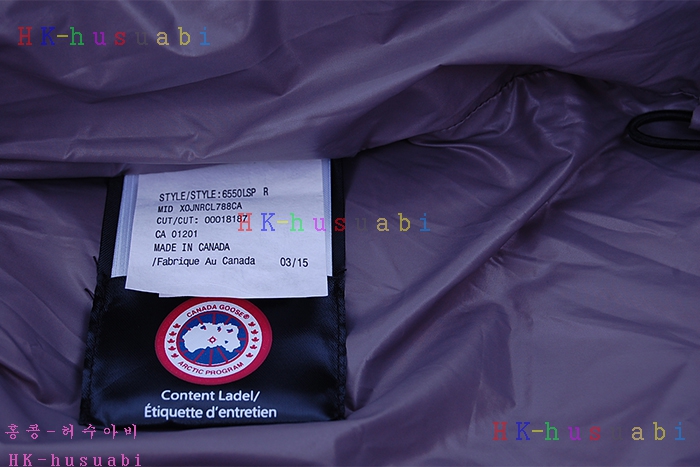 HK-husuabi
STYLE/STYLE:6550LSP R
MID XOJNRCL788CA
CUT/CUT: 00018187
CA 01201
MADE IN CANADA
/Fabrique Au Canada 03/15
HK-husuabi
CANADA GOOSE®
ARCTIC PROGRAM
Content Ladel/
Étiquette d'entretien
홍콩-허수아비
HK-husuabi
HK-hus abi